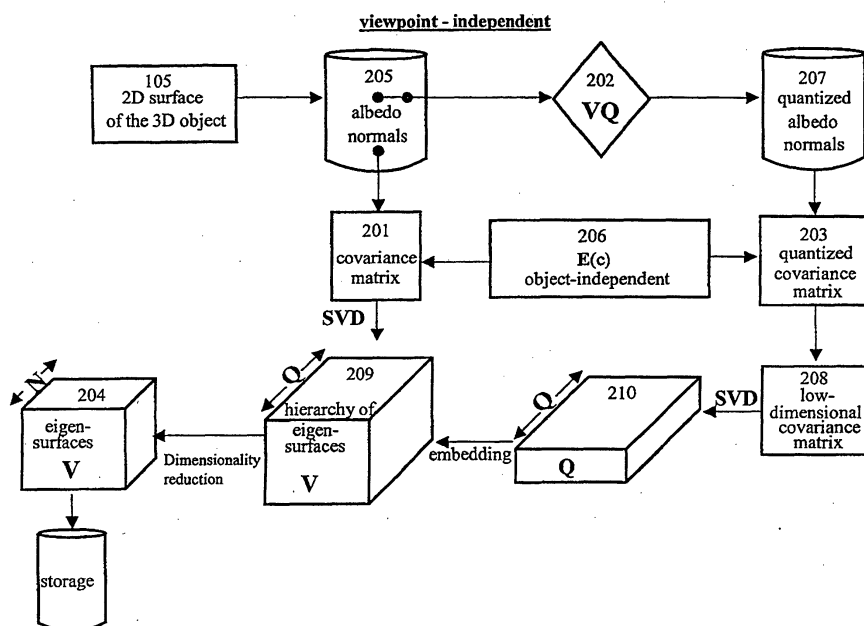 viewpoint - independent
105
2D surface
of the 3D object
205
albedo
normals
202
VQ
207
quantized
albedo
normals
201
covariance
matrix
206
E(c)
object-independent
203
quantized
covariance
matrix
SVD
N
204
eigen-
surfaces
V
Dimensionality
reduction
Q
209
hierarchy of
eigen-
surfaces
V
embedding
Q
210
Q
SVD
208
low-
dimensional
covariance
matrix
storage